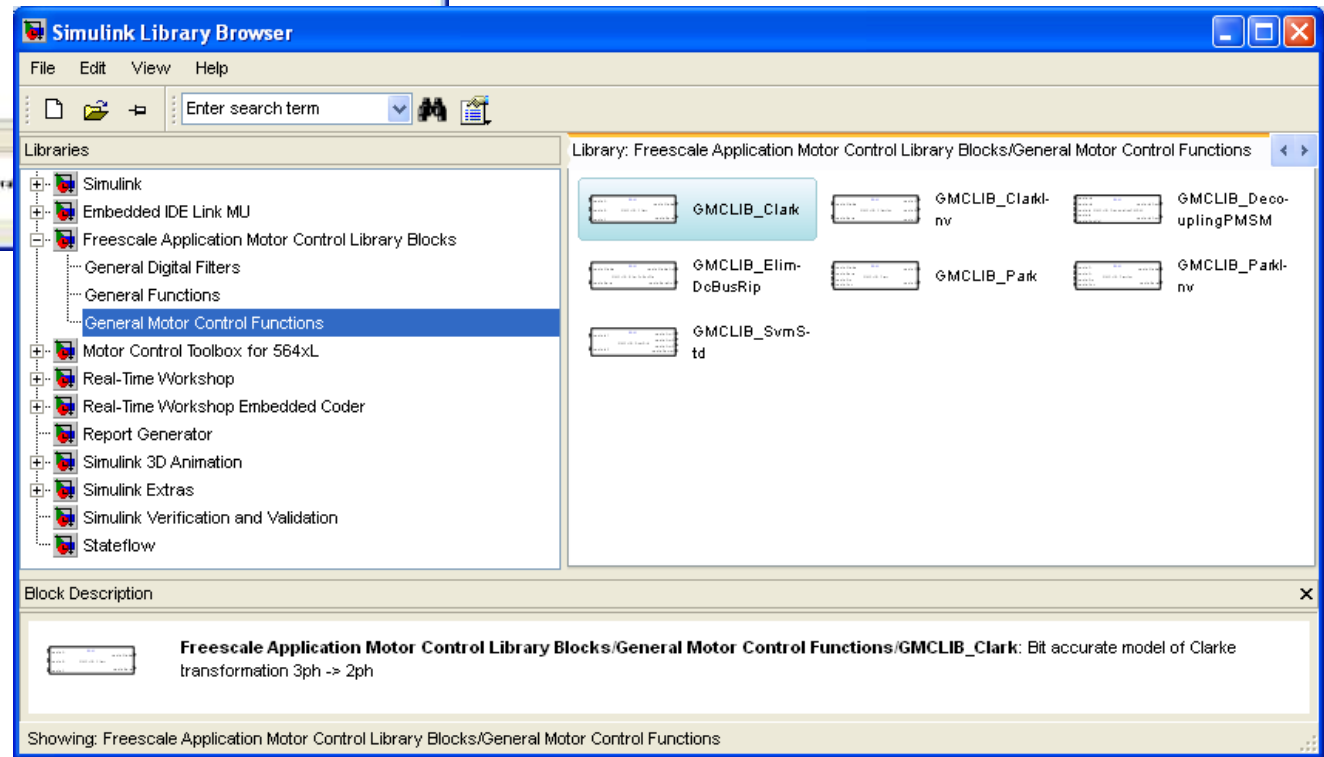 Simulink Library Browser
File Edit View Help
Enter search term
Libraries
Simulink
Embedded IDE Link MU
Freescale Application Motor Control Library Blocks
General Digital Filters
General Functions
General Motor Control Functions
Motor Control Toolbox for 564xL
Real-Time Workshop
Real-Time Workshop Embedded Coder
Report Generator
Simulink 3D Animation
Simulink Extras
Simulink Verification and Validation
Stateflow
Library: Freescale Application Motor Control Library Blocks/General Motor Control Functions
GMCLIB_Clark
GMCLIB_ClarkI-
nv
GMCLIB_Deco-
uplingPMSM
GMCLIB_Elim-
DcBusRip
GMCLIB_Park
GMCLIB_ParkI-
nv
GMCLIB_SvmS-
td
Block Description
Freescale Application Motor Control Library Blocks/General Motor Control Functions/GMCLIB_Clark: Bit accurate model of Clarke
transformation 3ph -> 2ph
Showing: Freescale Application Motor Control Library Blocks/General Motor Control Functions